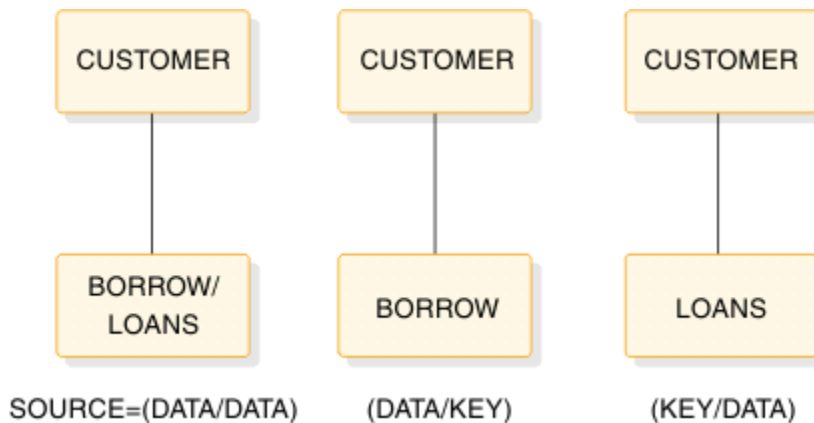 CUSTOMER
CUSTOMER
CUSTOMER
BORROW/
LOANS
BORROW
LOANS
SOURCE=(DATA/DATA)
(DATA/KEY)
(KEY/DATA)